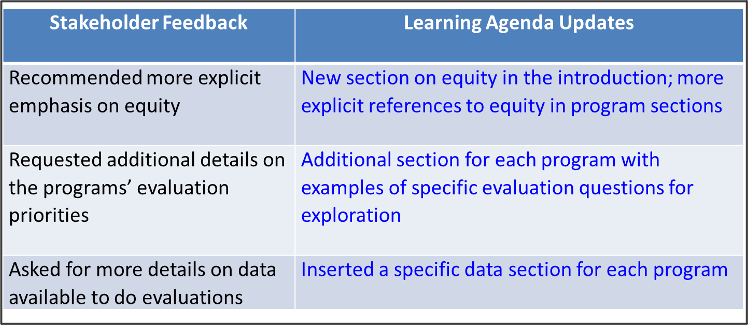 Stakeholder Feedback
Learning Agenda Updates
Recommended more explicit
emphasis on equity
New section on equity in the introduction; more
explicit references to equity in program sections
Requested additional details on
the programs’ evaluation
priorities
Additional section for each program with
examples of specific evaluation questions for
exploration
Asked for more details on data
available to do evaluations
Inserted a specific data section for each program